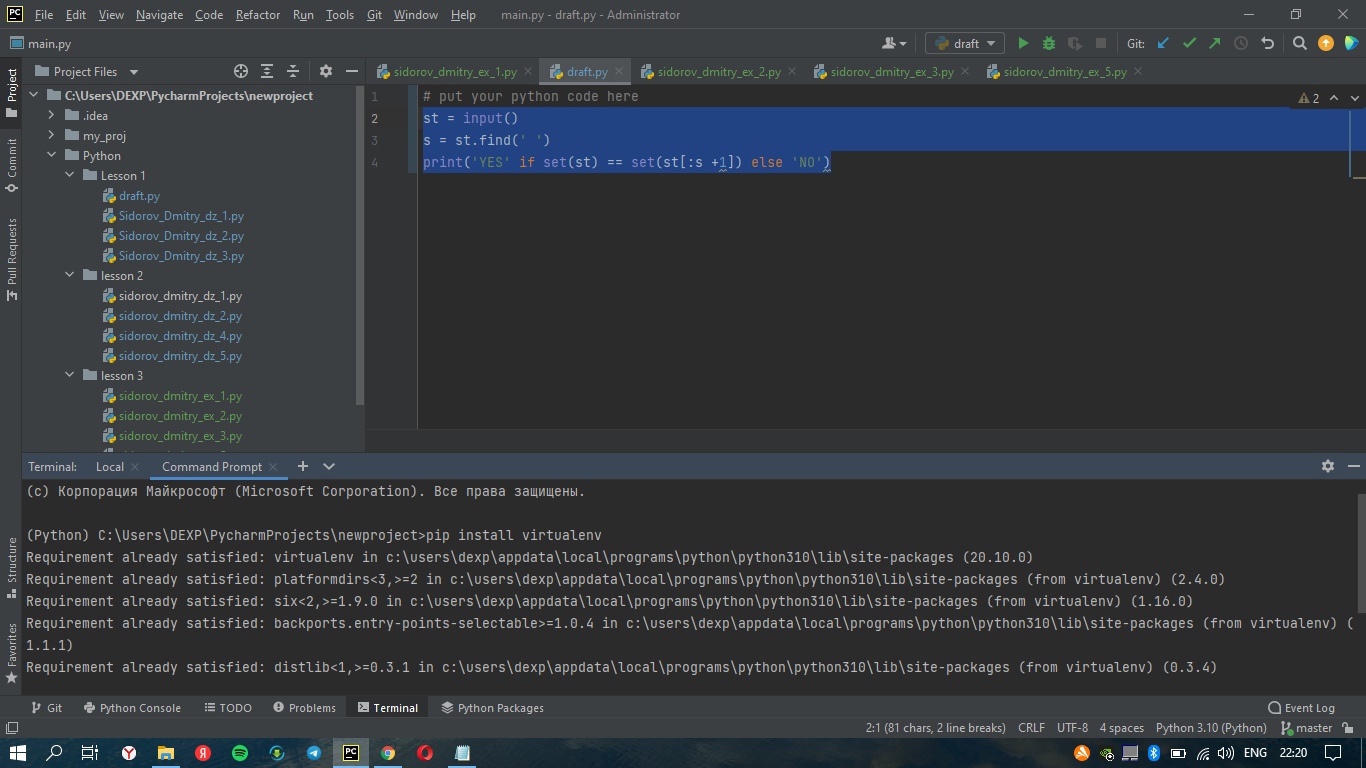 PC File Edit View Navigate Code Refactor Run Tools Git Window Help main.py - draft.py - Administrator
main.py draft Git:
Project Files sidorov_dmitry_ex_1.py draft.py sidorov_dmitry_ex_2.py sidorov_dmitry_ex_3.py sidorov_dmitry_ex_5.py
Project
Commit
Pull Requests
Structure
Favorites
C:\Users\DEXP\PycharmProjects\newproject
.idea
my_proj
Python
Lesson 1
draft.py
Sidorov_Dmitry_dz_1.py
Sidorov_Dmitry_dz_2.py
Sidorov_Dmitry_dz_3.py
lesson 2
sidorov_dmitry_dz_1.py
sidorov_dmitry_dz_2.py
sidorov_dmitry_dz_4.py
sidorov_dmitry_dz_5.py
lesson 3
sidorov_dmitry_ex_1.py
sidorov_dmitry_ex_2.py
sidorov_dmitry_ex_3.py
1 # put your python code here
2 st = input()
3 s = st.find(' ')
4 print('YES' if set(st) == set(st[:s +1]) else 'NO')
2
Terminal: Local Command Prompt
(c) Корпорация Майкрософт (Microsoft Corporation). Все права защищены.
(Python) C:\Users\DEXP\PycharmProjects\newproject>pip install virtualenv
Requirement already satisfied: virtualenv in c:\users\dexp\appdata\local\programs\python\python310\lib\site-packages (20.10.0)
Requirement already satisfied: platformdirs<3,>=2 in c:\users\dexp\appdata\local\programs\python\python310\lib\site-packages (from virtualenv) (2.4.0)
Requirement already satisfied: six<2,>=1.9.0 in c:\users\dexp\appdata\local\programs\python\python310\lib\site-packages (from virtualenv) (1.16.0)
Requirement already satisfied: backports.entry-points-selectable>=1.0.4 in c:\users\dexp\appdata\local\programs\python\python310\lib\site-packages (from virtualenv) (
1.1.1)
Requirement already satisfied: distlib<1,>=0.3.1 in c:\users\dexp\appdata\local\programs\python\python310\lib\site-packages (from virtualenv) (0.3.4)
Git Python Console TODO Problems Terminal Python Packages Event Log
2:1 (81 chars, 2 line breaks) CRLF UTF-8 4 spaces Python 3.10 (Python) master
Y Я PC ENG 22:20